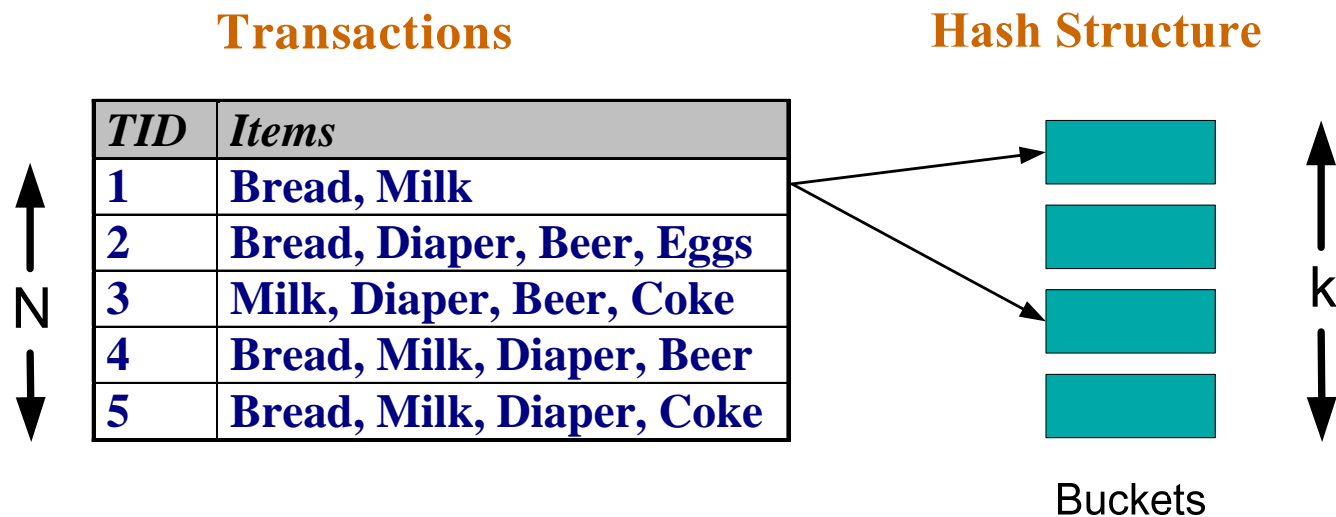 Transactions
Hash Structure
TID Items
1 Bread, Milk
2 Bread, Diaper, Beer, Eggs
3 Milk, Diaper, Beer, Coke
4 Bread, Milk, Diaper, Beer
5 Bread, Milk, Diaper, Coke
N
k
Buckets